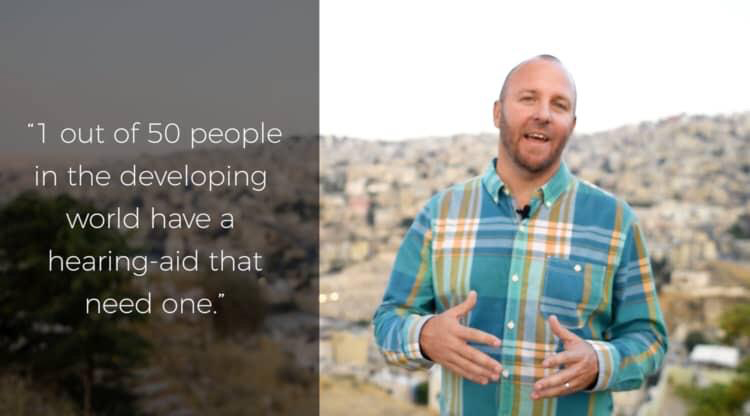 “1 out of 50 people
in the developing
world have a
hearing-aid that
need one.”